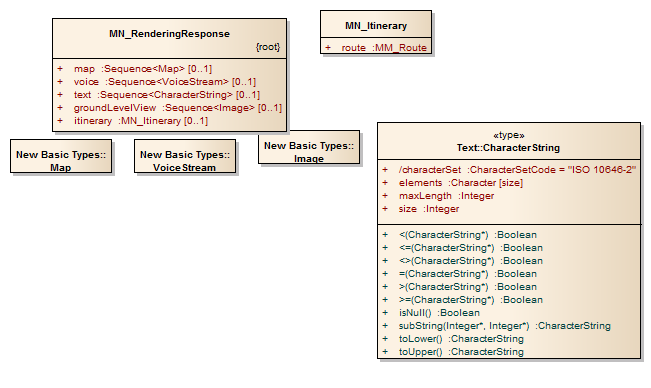 MN_RenderingResponse
{root}
+ map :Sequence<Map> [0..1]
+ voice :Sequence<VoiceStream> [0..1]
+ text :Sequence<CharacterString> [0..1]
+ groundLevelView :Sequence<Image> [0..1]
+ itinerary :MN_Itinerary [0..1]
MN_Itinerary
+ route :MM_Route
New Basic Types::
Map
New Basic Types::
VoiceStream
New Basic Types::
Image
«type»
Text::CharacterString
+ /characterSet :CharacterSetCode = "ISO 10646-2"
+ elements :Character [size]
+ maxLength :Integer
+ size :Integer
+ <(CharacterString*) :Boolean
+ <=(CharacterString*) :Boolean
+ <>(CharacterString*) :Boolean
+ =(CharacterString*) :Boolean
+ >(CharacterString*) :Boolean
+ >=(CharacterString*) :Boolean
+ isNull() :Boolean
+ subString(Integer*, Integer*) :CharacterString
+ toLower() :CharacterString
+ toUpper() :CharacterString